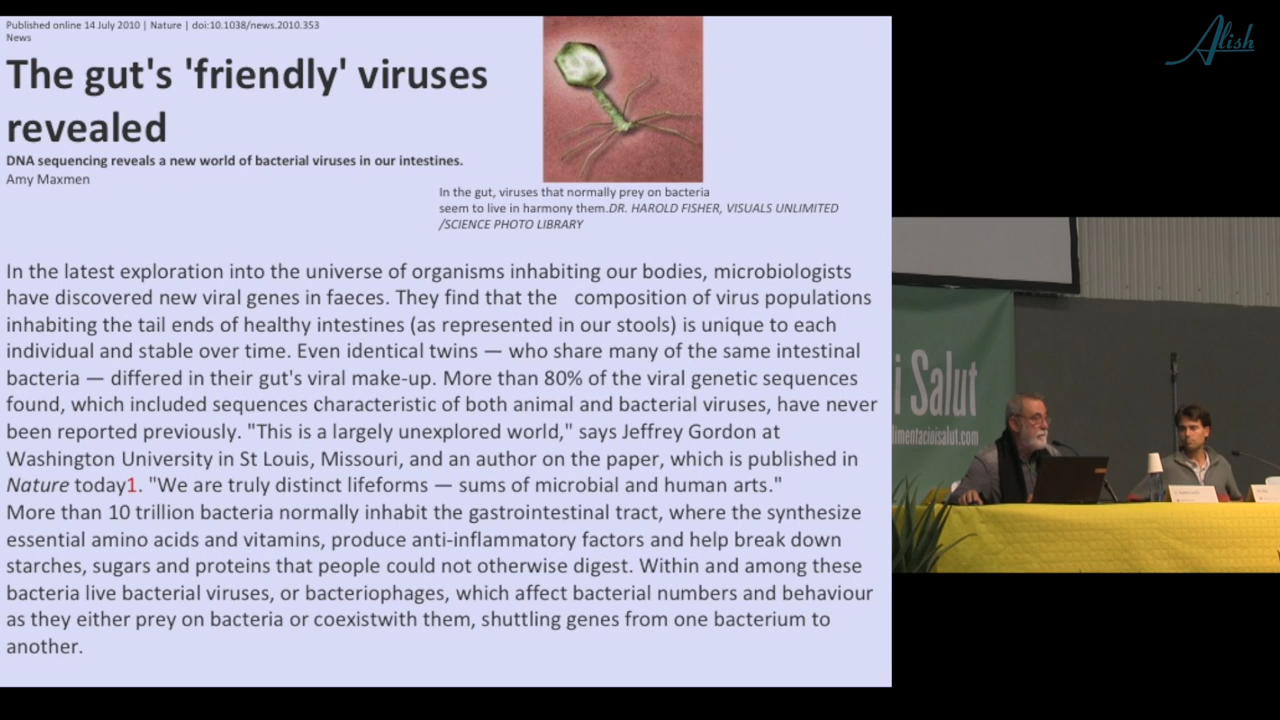 Published online 14 July 2010 | Nature | doi:10.1038/news.2010.353
News
The gut's 'friendly' viruses
revealed
DNA sequencing reveals a new world of bacterial viruses in our intestines.
Amy Maxmen
In the gut, viruses that normally prey on bacteria
seem to live in harmony them.DR. HAROLD FISHER, VISUALS UNLIMITED
/SCIENCE PHOTO LIBRARY
In the latest exploration into the universe of organisms inhabiting our bodies, microbiologists
have discovered new viral genes in faeces. They find that the composition of virus populations
inhabiting the tail ends of healthy intestines (as represented in our stools) is unique to each
individual and stable over time. Even identical twins — who share many of the same intestinal
bacteria — differed in their gut's viral make-up. More than 80% of the viral genetic sequences
found, which included sequences characteristic of both animal and bacterial viruses, have never
been reported previously. "This is a largely unexplored world," says Jeffrey Gordon at
Washington University in St Louis, Missouri, and an author on the paper, which is published in
Nature today1. "We are truly distinct lifeforms — sums of microbial and human arts."
More than 10 trillion bacteria normally inhabit the gastrointestinal tract, where the synthesize
essential amino acids and vitamins, produce anti-inflammatory factors and help break down
starches, sugars and proteins that people could not otherwise digest. Within and among these
bacteria live bacterial viruses, or bacteriophages, which affect bacterial numbers and behaviour
as they either prey on bacteria or coexistwith them, shuttling genes from one bacterium to
another.
Alish
i Salut
limentacioisalut.com